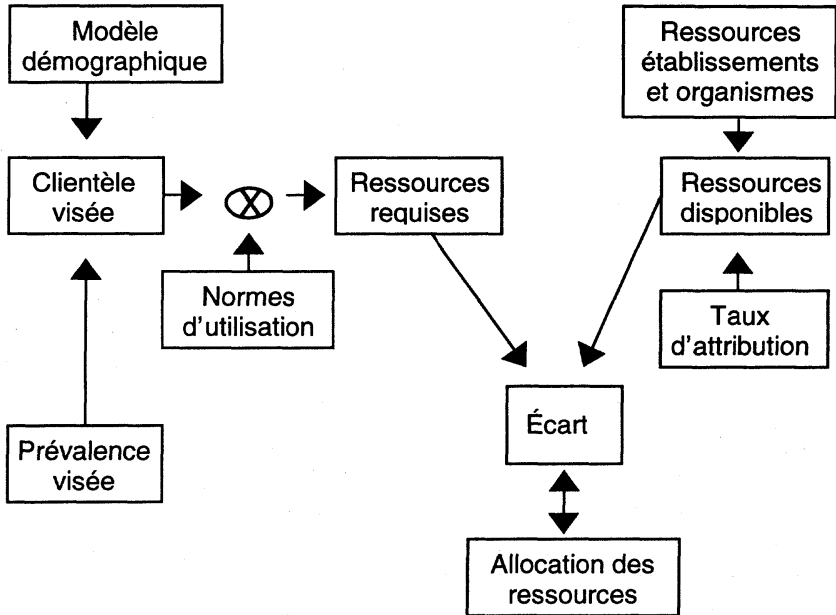 Modèle
démographique
Ressources
établissements
et organismes
Clientèle
visée
X
Ressources
requises
Ressources
disponibles
Normes
d'utilisation
Taux
d'attribution
Écart
Prévalence
visée
Allocation des
ressources